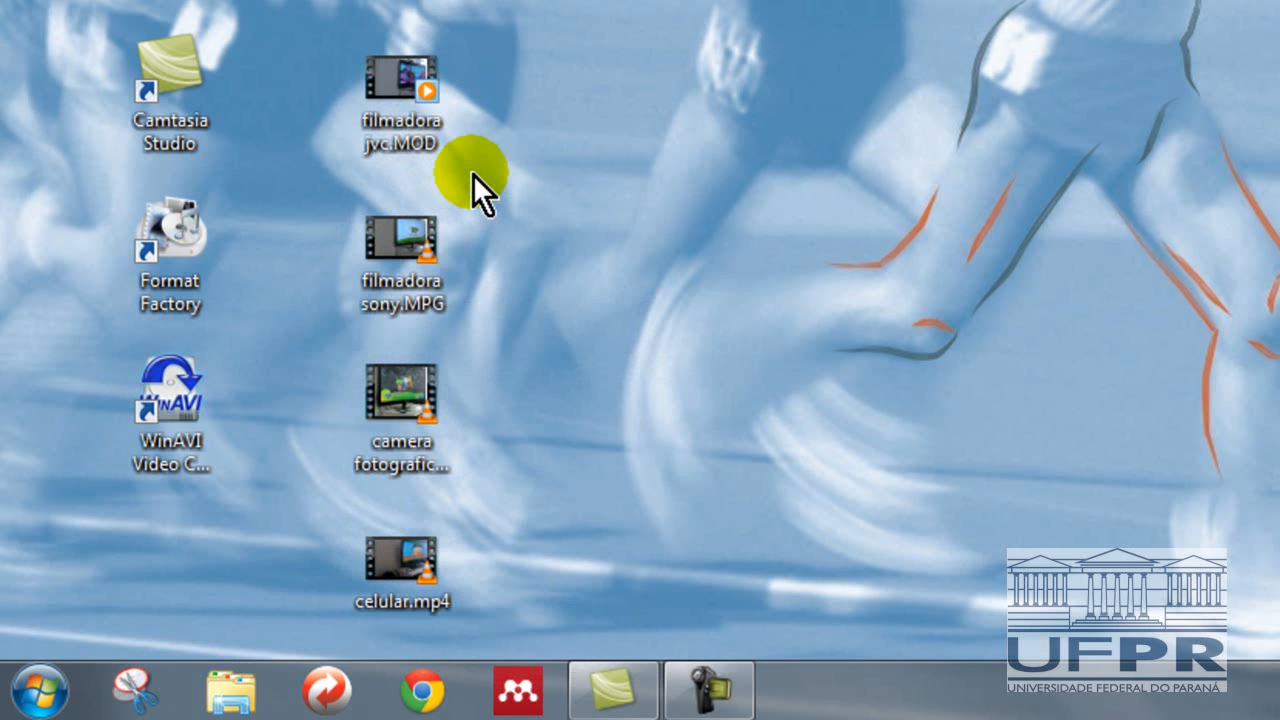 Camtasia
Studio
filmadora
jvc.MOD
Format
Factory
filmadora
sony.MPG
WinAVI
WinAVI
Video C...
camera
fotografic...
celular.mp4
UFPR
UNIVERSIDADE FEDERAL DO PARANÁ